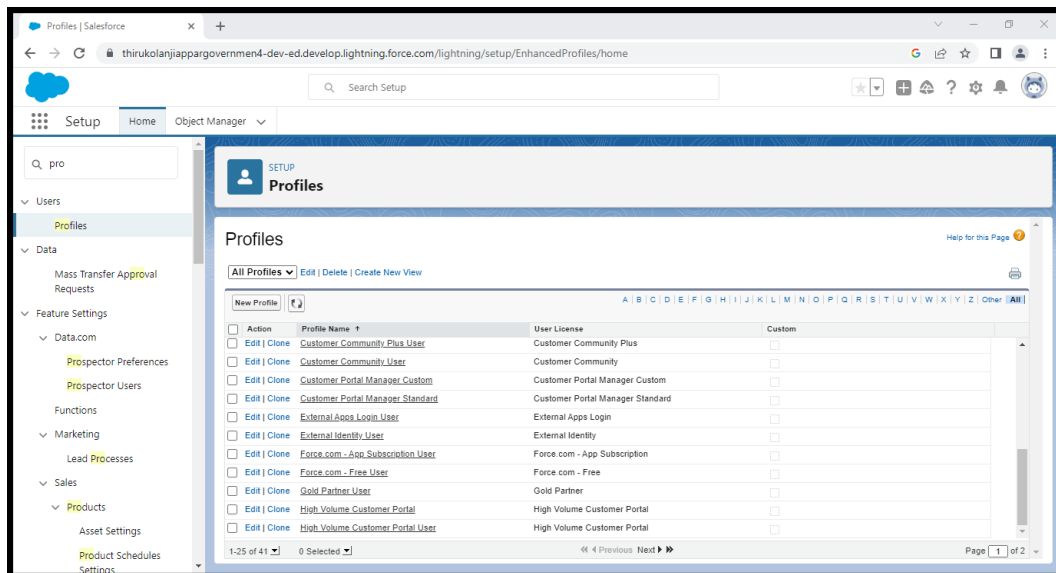 Profiles | Salesforce
thirukolanjiappargovernmen4-dev-ed.develop.lightning.force.com/lightning/setup/EnhancedProfiles/home
Search Setup
Setup Home Object Manager
pro
Users
Profiles
Data
Mass Transfer Approval
Requests
Feature Settings
Data.com
Prospector Preferences
Prospector Users
Functions
Marketing
Lead Processes
Sales
Products
Asset Settings
Product Schedules
Settings
SETUP
Profiles
Profiles
Help for this Page
All Profiles Edit | Delete | Create New View
New Profile A | B | C | D | E | F | G | H | I | J | K | L | M | N | O | P | Q | R | S | T | U | V | W | X | Y | Z | Other | All
Action Profile Name ↑ User License Custom
Edit | Clone Customer Community Plus User Customer Community Plus
Edit | Clone Customer Community User Customer Community
Edit | Clone Customer Portal Manager Custom Customer Portal Manager Custom
Edit | Clone Customer Portal Manager Standard Customer Portal Manager Standard
Edit | Clone External Apps Login User External Apps Login
Edit | Clone External Identity User External Identity
Edit | Clone Force.com - App Subscription User Force.com - App Subscription
Edit | Clone Force.com - Free User Force.com - Free
Edit | Clone Gold Partner User Gold Partner
Edit | Clone High Volume Customer Portal High Volume Customer Portal
Edit | Clone High Volume Customer Portal User High Volume Customer Portal
1-25 of 41 0 Selected Previous Next Page 1 of 2